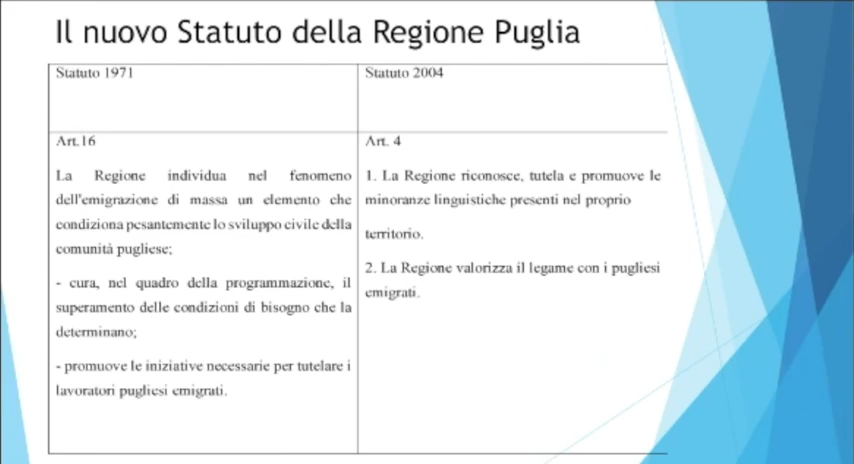 Il nuovo Statuto della Regione Puglia
Statuto 1971
Statuto 2004
Art.16
La Regione individua nel fenomeno
dell'emigrazione di massa un elemento che
condiziona pesantemente lo sviluppo civile della
comunità pugliese;
- cura, nel quadro della programmazione, il
superamento delle condizioni di bisogno che la
determinano;
- promuove le iniziative necessarie per tutelare i
lavoratori pugliesi emigrati.
Art. 4
1. La Regione riconosce, tutela e promuove le
minoranze linguistiche presenti nel proprio
territorio.
2. La Regione valorizza il legame con i pugliesi
emigrati.